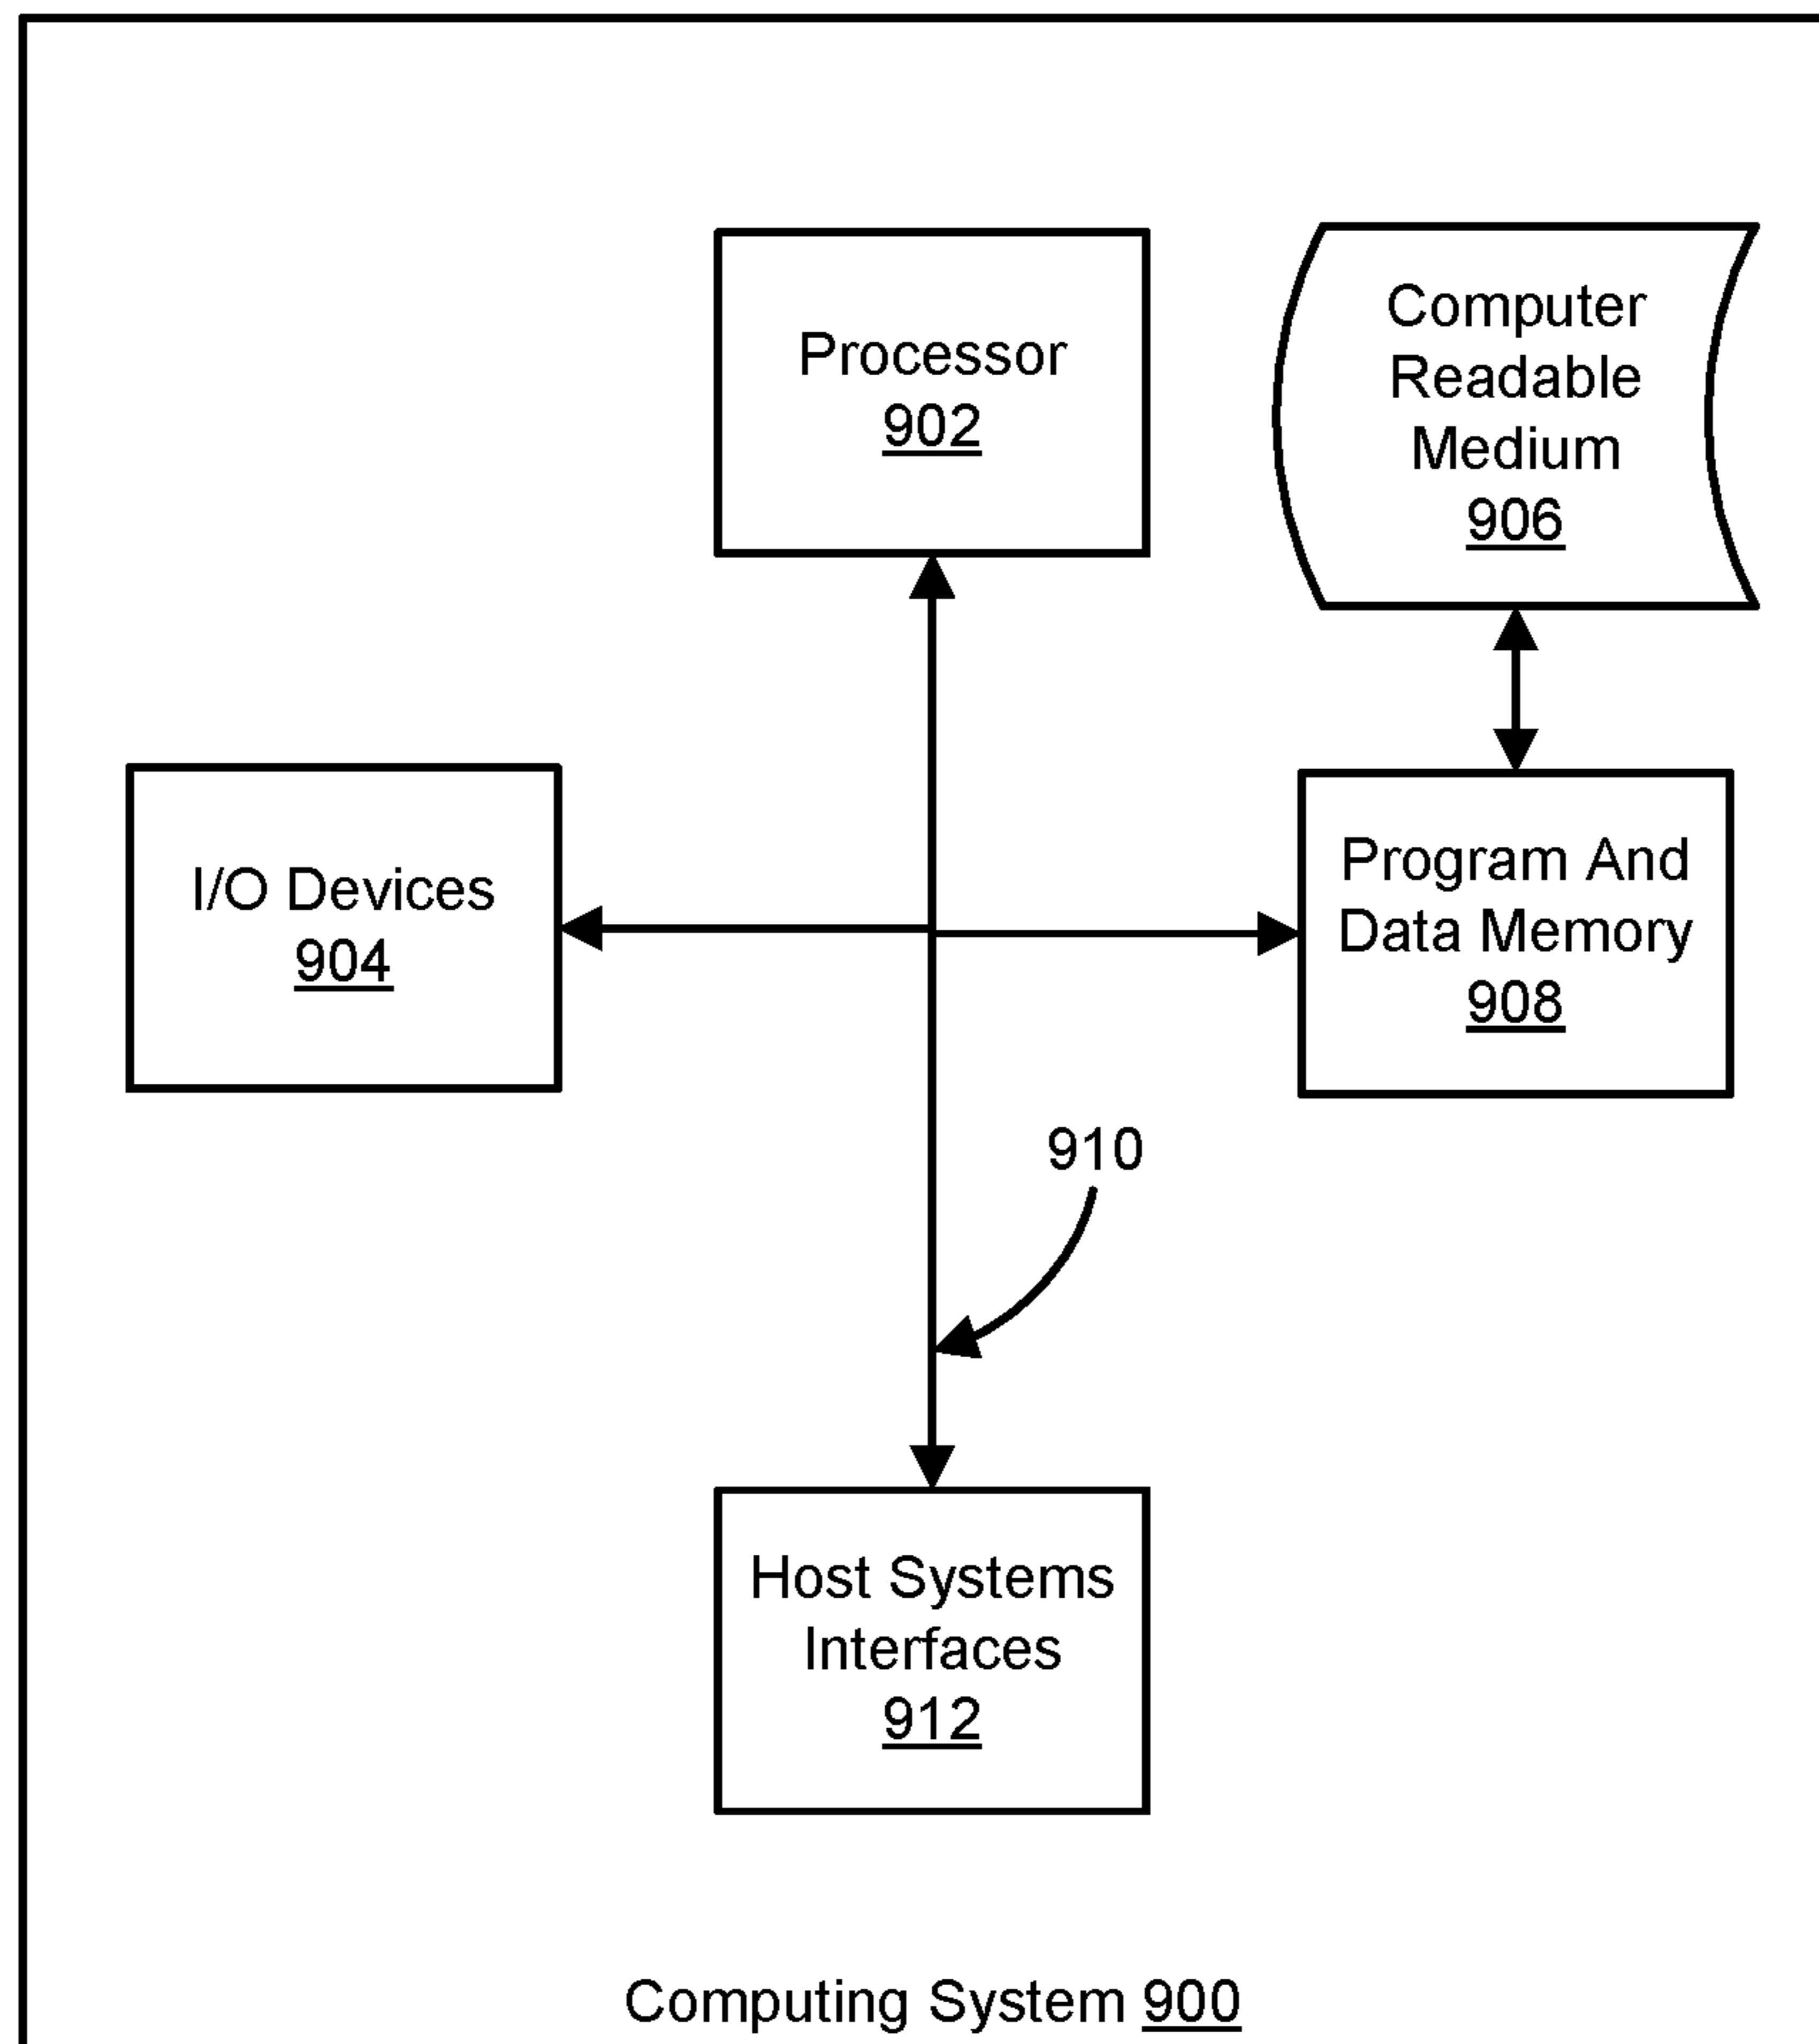 Processor
902
Computer
Readable
Medium
906
I/O Devices
904
Program And
Data Memory
908
910
Host Systems
Interfaces
912
Computing System 900